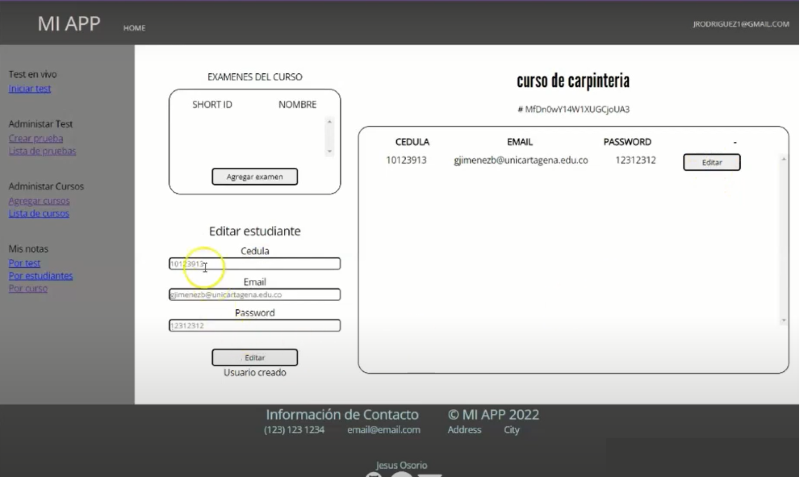 MI APP
HOME
JRODRIGUEZ1@GMAIL.COM
Test en vivo
Iniciar test
Administar Test
Crear prueba
Lista de pruebas
Administar Cursos
Agregar cursos
Lista de cursos
Mis notas
Por test
Por estudiantes
Por curso
EXAMENES DEL CURSO
SHORT ID NOMBRE
Agregar examen
Editar estudiante
Cedula
10123913
Email
gjimenezb@unicartagena.edu.co
Password
12312312
Editar
Usuario creado
curso de carpinteria
# MfDn0wY14W1XUGCjoUA3
CEDULA EMAIL PASSWORD -
10123913 gjimenezb@unicartagena.edu.co 12312312 Editar
Información de Contacto © MI APP 2022
(123) 123 1234 email@email.com Address City
Jesus Osorio